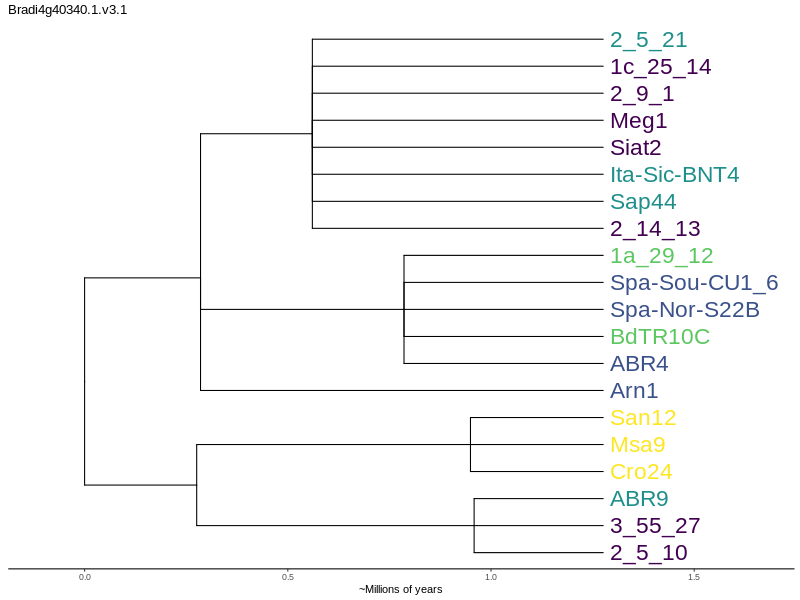 Bradi4g40340.1.v3.1
2_5_21
1c_25_14
2_9_1
Meg1
Siat2
Ita-Sic-BNT4
Sap44
2_14_13
1a_29_12
Spa-Sou-CU1_6
Spa-Nor-S22B
BdTR10C
ABR4
Arn1
San12
Msa9
Cro24
ABR9
3_55_27
2_5_10
0.0 0.5 1.0 1.5
~Millions of years